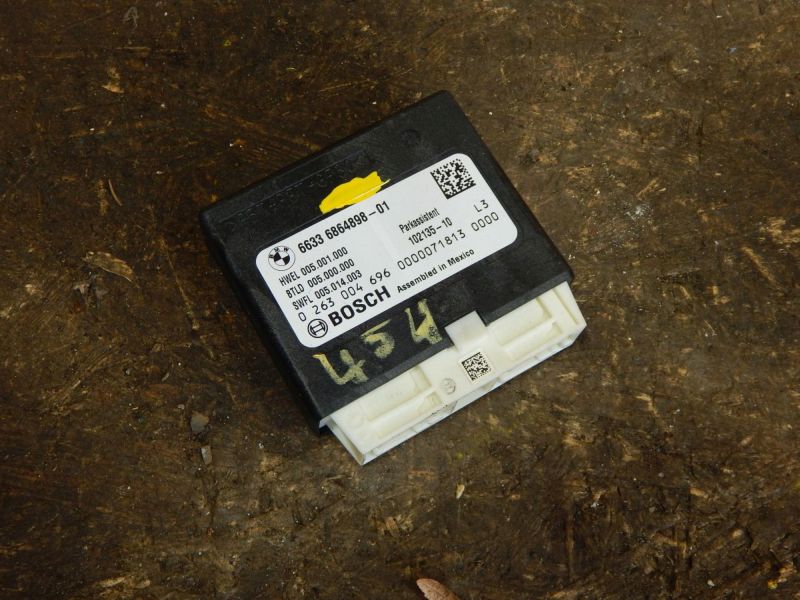 6633 6864898-01
HWEL 005.001.000
BTLD 005.000.000
SWFL 005.014.003
Parkassistent
102135-10 L3
0 263 004 696 0000071813 0000
BOSCH Assembled in Mexico
454